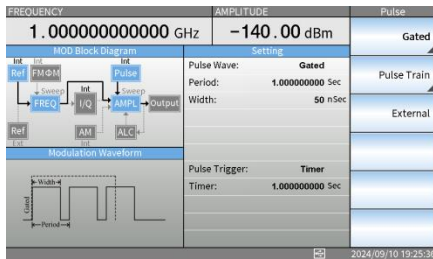 FREQUENCY
AMPLITUDE
Pulse
1.000000000000 GHz
-140.00 dBm
MOD Block Diagram
Setting
Int
Int
Int
Ref
FMΦM
Pulse
Sweep
Int
Sweep
FREQ
I/Q
AMPL
Output
Ref
AM
ALC
Ext
Int
Pulse Wave: Gated
Period: 1.000000000 Sec
Width: 50 nSec
Pulse Trigger: Timer
Timer: 1.000000000 Sec
Modulation Waveform
Width
Gated
Period
Gated
Pulse Train
External
2024/09/10 19:25:36